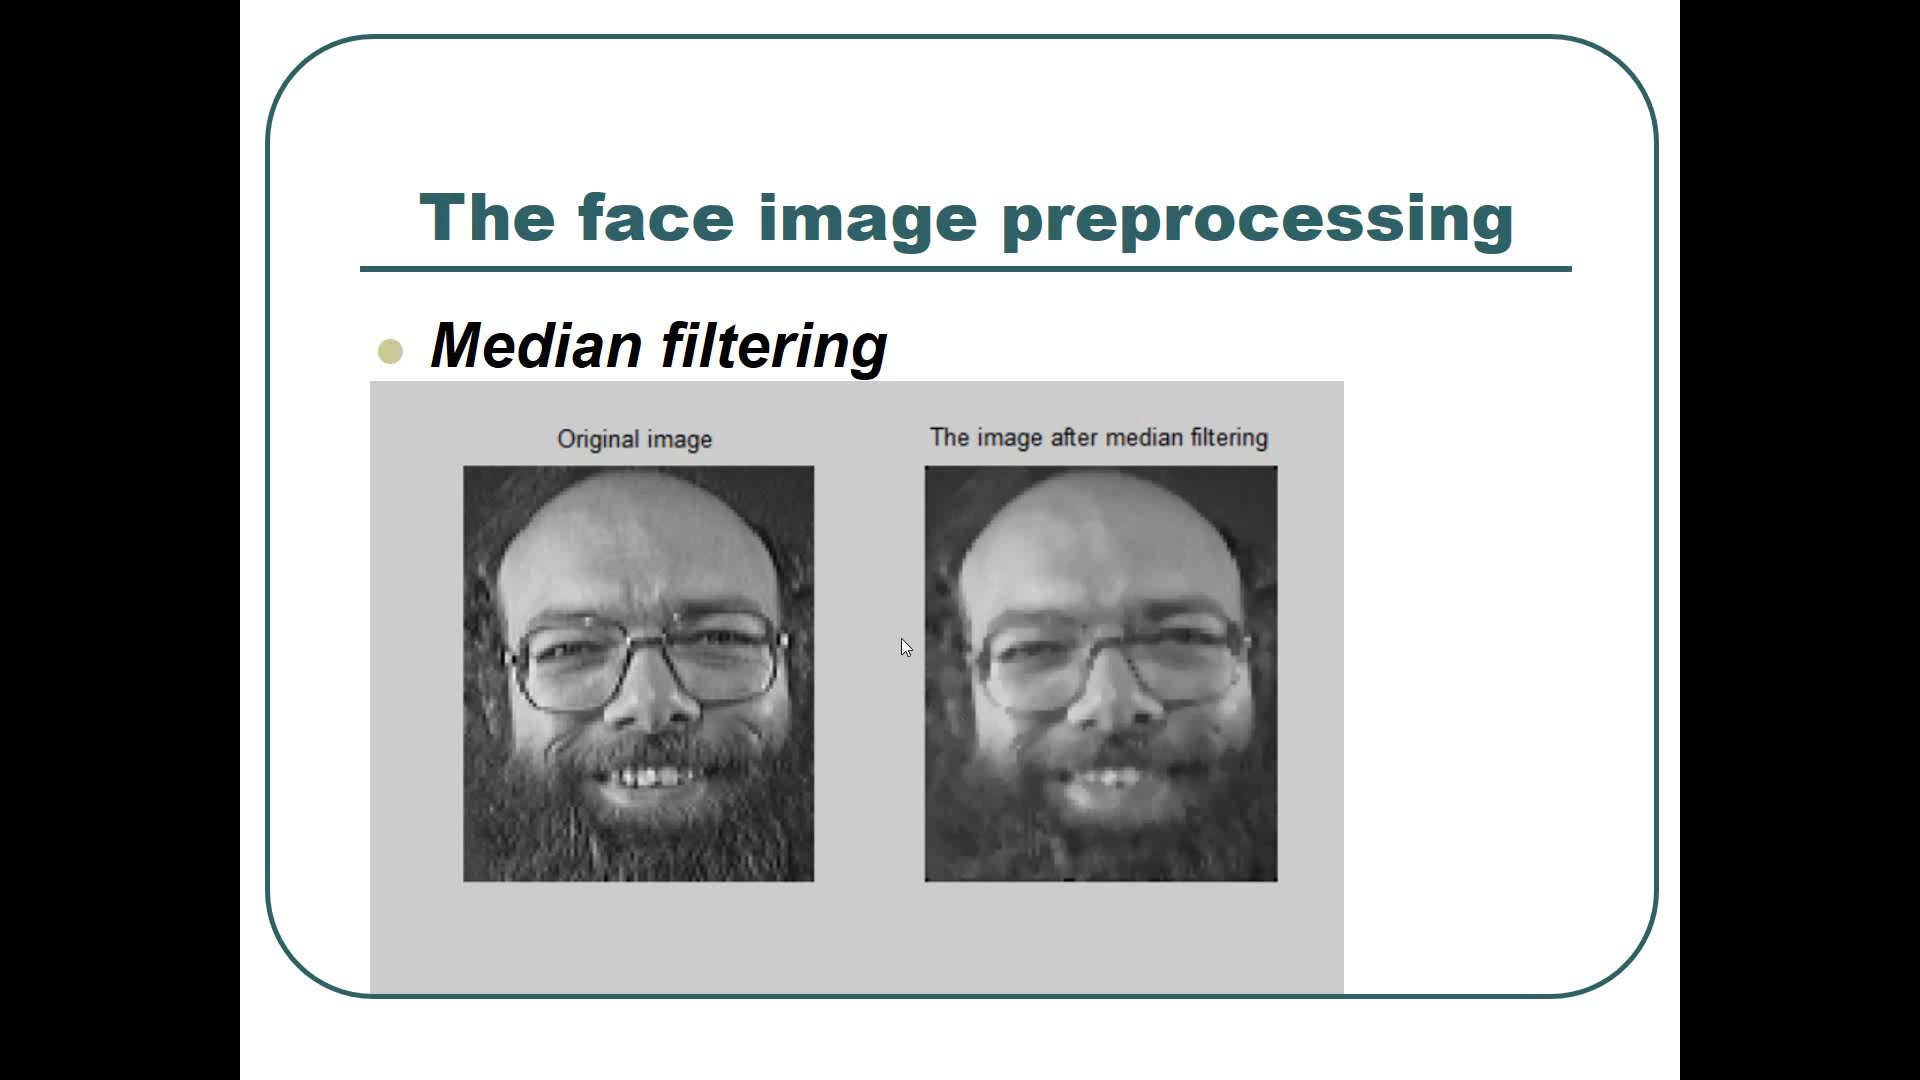 The face image preprocessing
Median filtering
Original image
The image after median filtering